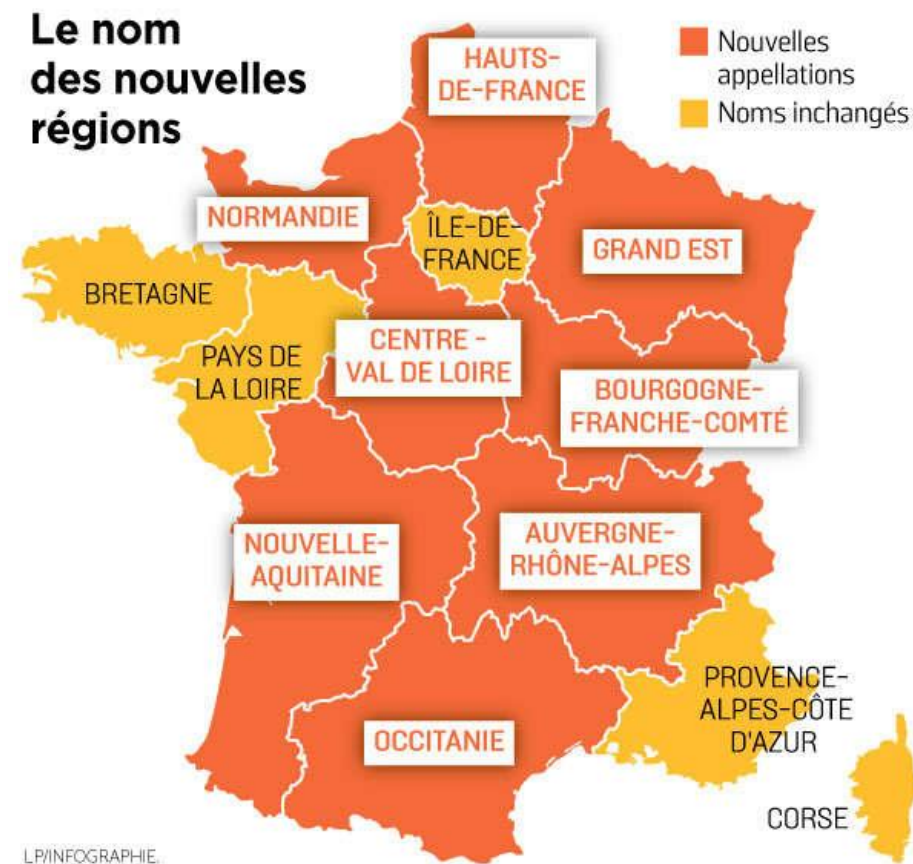 Le nom
des nouvelles
régions
Nouvelles
appellations
Noms inchangés
HAUTS-
DE-FRANCE
NORMANDIE
ÎLE-DE-
FRANCE
GRAND EST
BRETAGNE
PAYS DE
LA LOIRE
CENTRE -
VAL DE LOIRE
BOURGOGNE-
FRANCHE-COMTÉ
NOUVELLE-
AQUITAINE
AUVERGNE-
RHÔNE-ALPES
PROVENCE-
ALPES-CÔTE
D'AZUR
OCCITANIE
CORSE
LP/INFOGRAPHIE.